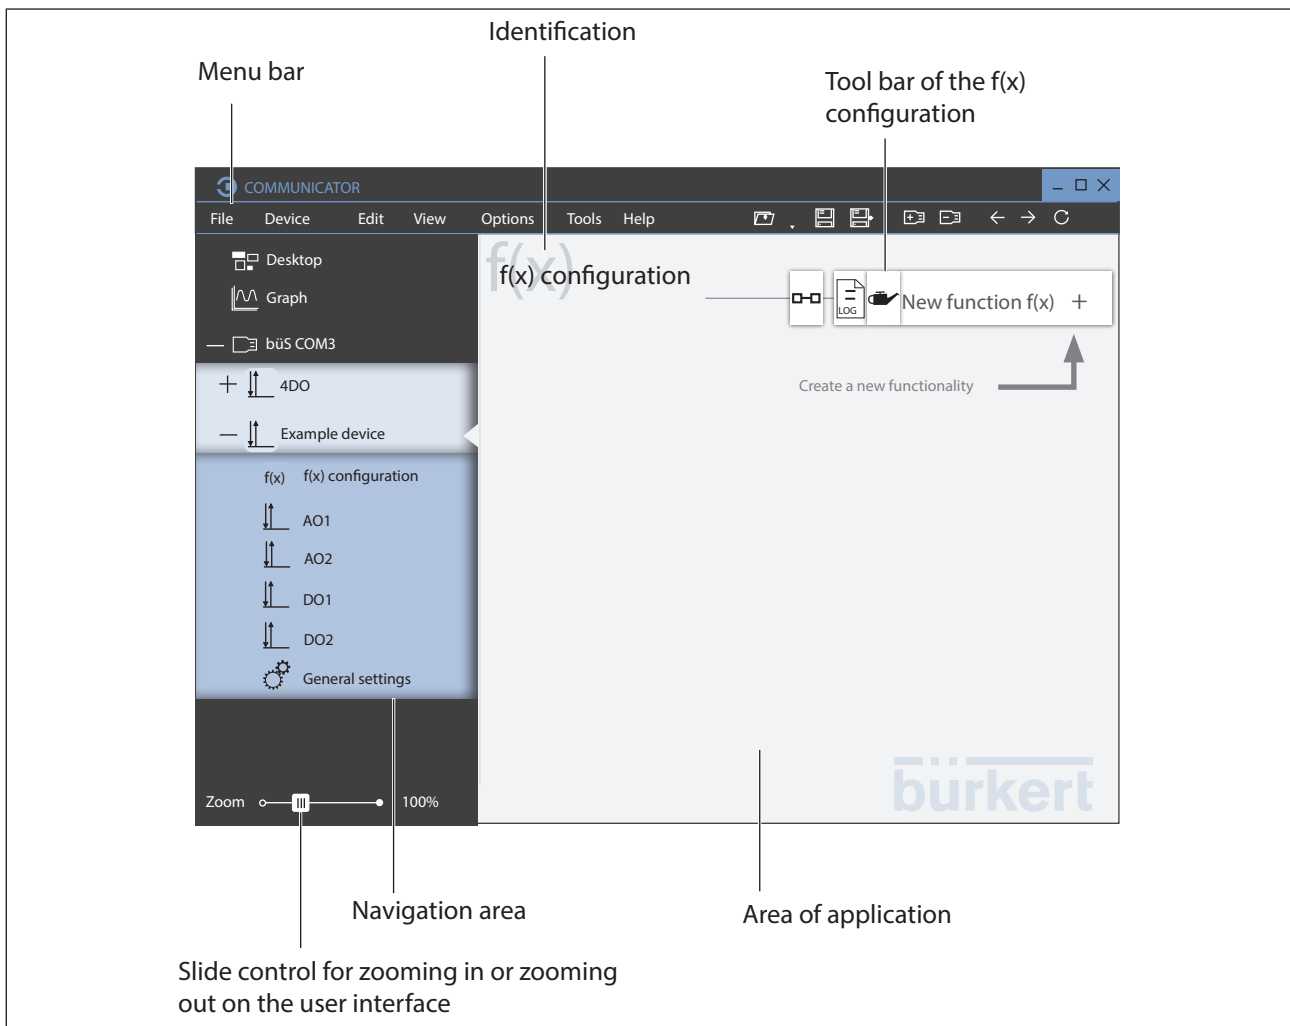 Identification
Menu bar
Tool bar of the f(x)
configuration
COMMUNICATOR
File Device Edit View Options Tools Help
Desktop
f(x)
f(x) configuration
Graph
LOG
New function f(x) +
büS COM3
4DO
Create a new functionality
Example device
f(x) f(x) configuration
AO1
AO2
DO1
DO2
General settings
bürkert
Zoom 100%
Navigation area
Area of application
Slide control for zooming in or zooming
out on the user interface